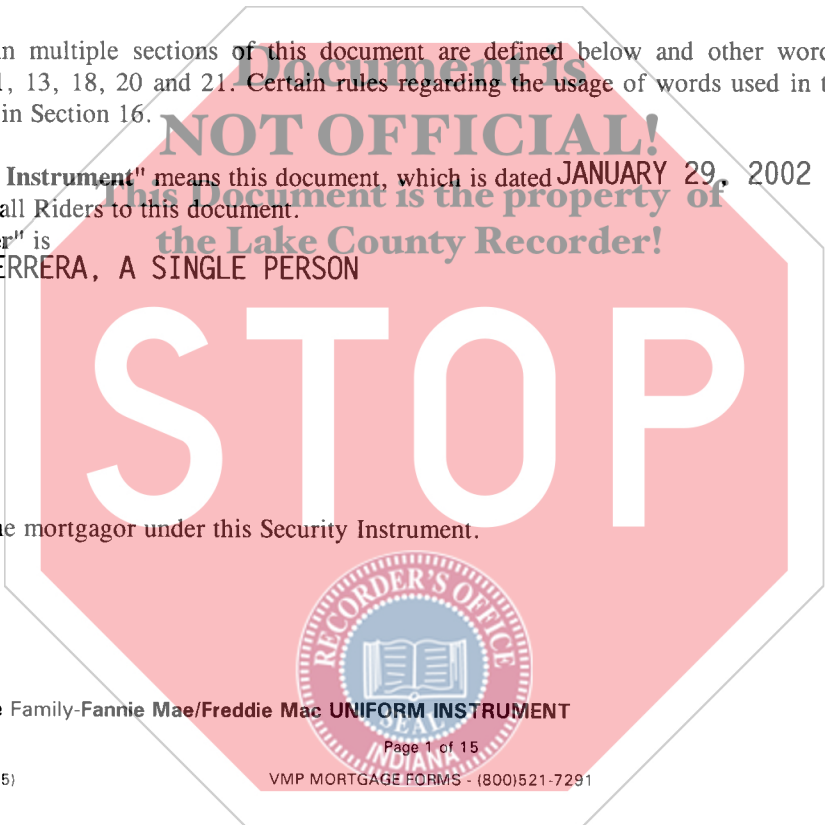 in multiple sections of this document are defined below and other word
1, 13, 18, 20 and 21. Certain rules regarding the usage of words used in t
in Section 16.
Document is
NOT OFFICIAL!
This Document is the property of
the Lake County Recorder!
Instrument" means this document, which is dated JANUARY 29, 2002
all Riders to this document.
r" is
ERRERA, A SINGLE PERSON
STOP
e mortgagor under this Security Instrument.
RECORDER'S OFFICE
SEAL
INDIANA
Family-Fannie Mae/Freddie Mac UNIFORM INSTRUMENT
Page 1 of 15
5)
VMP MORTGAGE FORMS - (800)521-7291